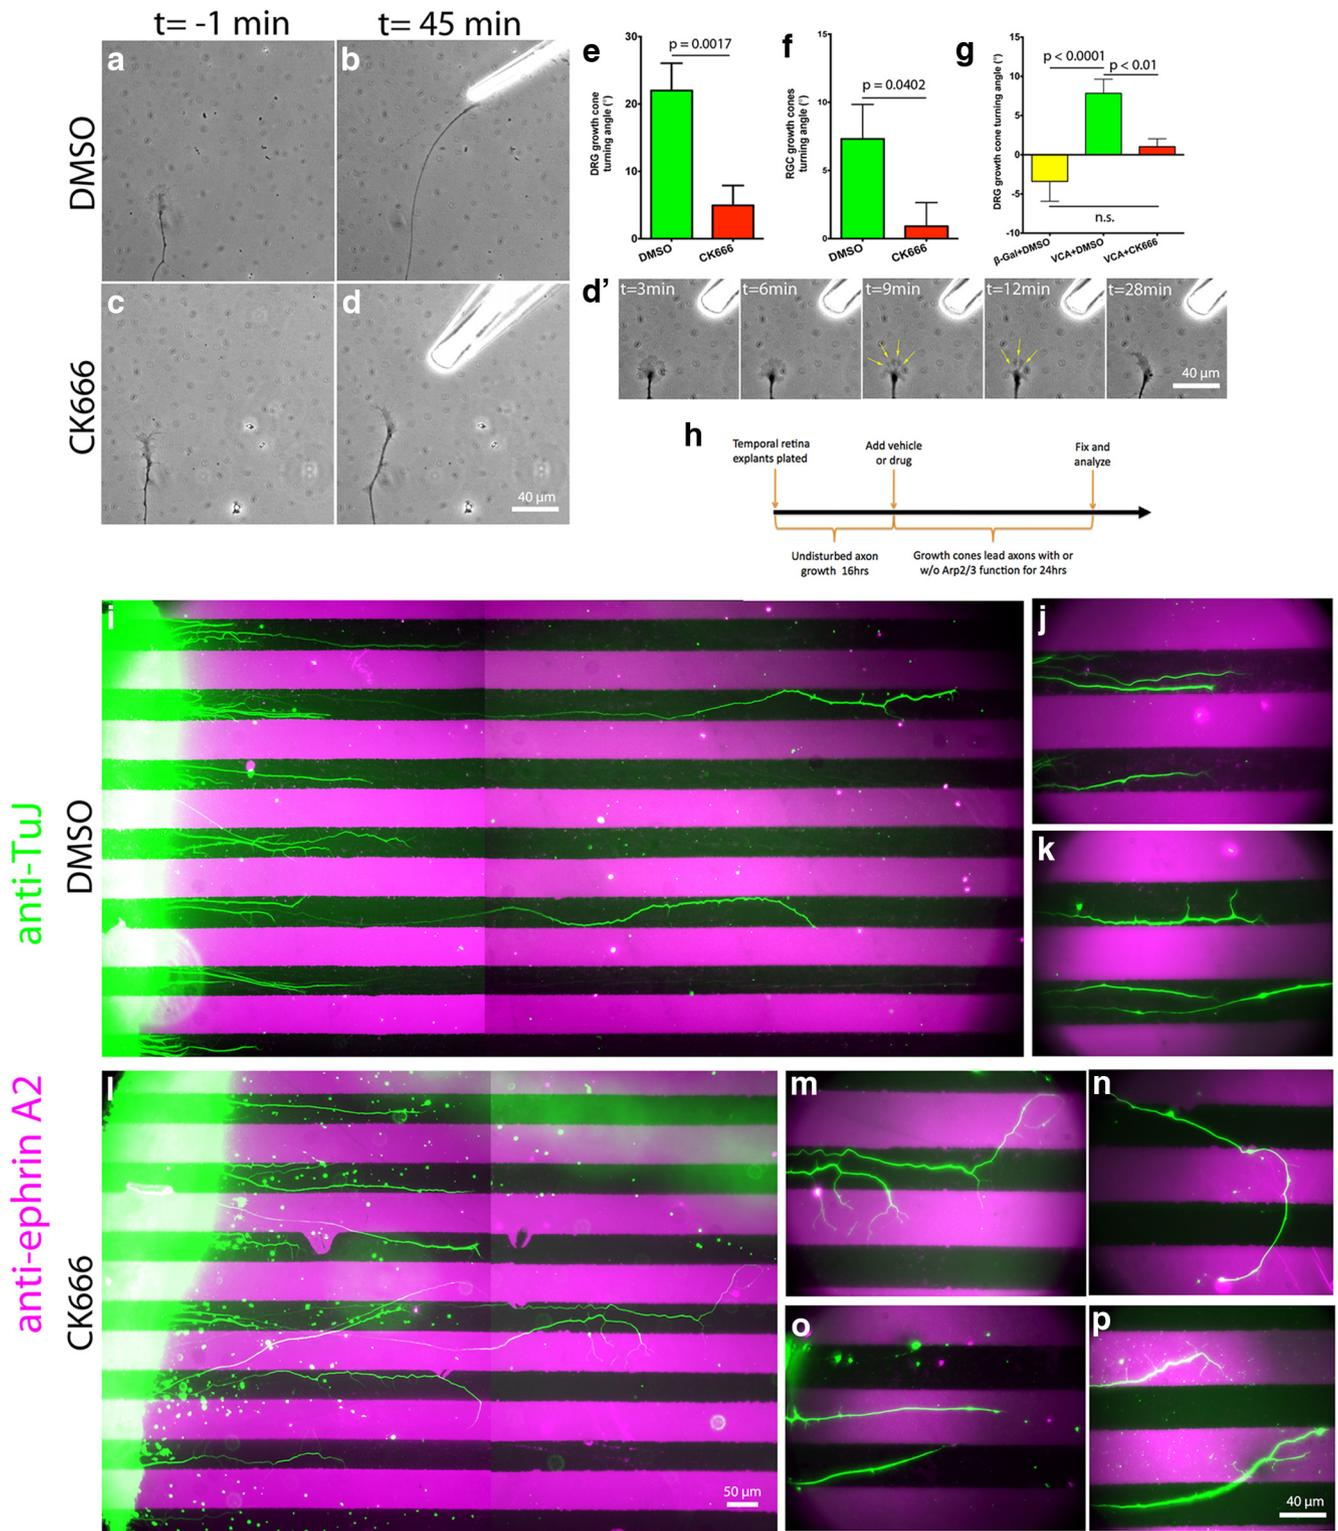 t= -1 min
t= 45 min
DMSO
CK666
a
b
c
d
40 µm
e
DRG growth cone
turning angle (°)
30
20
10
0
p = 0.0017
DMSO
CK666
f
RGC growth cones
turning angle (°)
15
10
5
0
p = 0.0402
DMSO
CK666
g
DRG growth cone turning angle (°)
15
10
5
0
-5
-10
p < 0.0001
p < 0.01
n.s.
β-Gal+DMSO
VCA+DMSO
VCA+CK666
d’
t=3min
t=6min
t=9min
t=12min
t=28min
40 µm
h
Temporal retina
explants plated
Add vehicle
or drug
Fix and
analyze
Undisturbed axon
growth 16hrs
Growth cones lead axons with or
w/o Arp2/3 function for 24hrs
anti-TuJ
anti-ephrin A2
DMSO
CK666
i
j
k
l
50 µm
m
n
o
p
40 µm